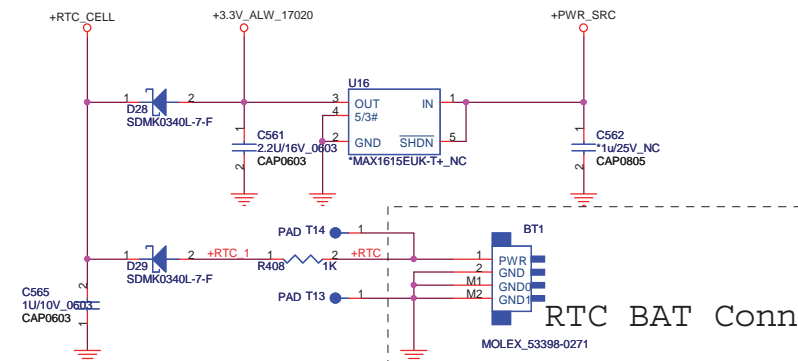 +RTC_CELL
+3.3V_ALW_17020
+PWR_SRC
U16
1 2
D28
SDMK0340L-7-F
3 OUT IN 1
4 5/3#
2 GND SHDN 5
*MAX1615EUK-T+_NC
1
C561
2.2U/16V_0603
CAP0603
2
1
C562
*1u/25V_NC
CAP0805
2
PAD T14 1
BT1
1 2
D29
SDMK0340L-7-F
+RTC_1
1 2
R408 1K
+RTC
1 PWR
2 GND
M1 GND0
M2 GND1
PAD T13 1
2
C565
1U/10V_0603
CAP0603
1
RTC BAT Conn
MOLEX_53398-0271